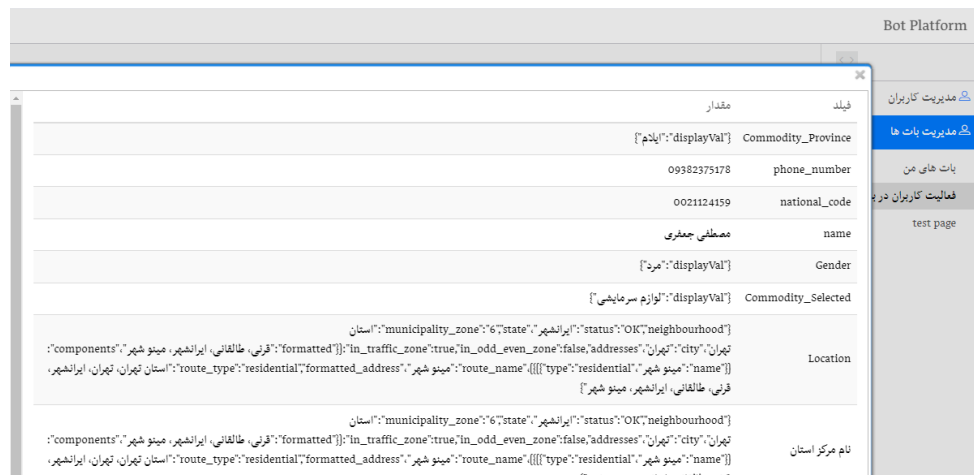 Bot Platform
< >
×
مدیریت کاربران
مدیریت بات ها
بات های من
فعالیت کاربران در ب
test page
فیلد	مقدار
Commodity_Province	{"displayVal":"ایلام"}
phone_number	09382375178
national_code	0021124159
name	مصطفی جعفری
Gender	{"displayVal":"مرد"}
Commodity_Selected	{"displayVal":"لوازم سرمایشی"}
Location
{"status":"OK","neighbourhood":"ایرانشهر","municipality_zone":"6","state":"استان
تهران","city":"تهران","in_traffic_zone":true,"in_odd_even_zone":false,"addresses":[{"formatted":"قرنی، طالقانی، ایرانشهر، مینو شهر","components":
[{"name":"مینو شهر","type":"residential"}]}],"route_name":"مینو شهر","route_type":"residential","formatted_address":"استان تهران، تهران، ایرانشهر،
قرنی، طالقانی، ایرانشهر، مینو شهر"}
نام مرکز استان
{"status":"OK","neighbourhood":"ایرانشهر","municipality_zone":"6","state":"استان
تهران","city":"تهران","in_traffic_zone":true,"in_odd_even_zone":false,"addresses":[{"formatted":"قرنی، طالقانی، ایرانشهر، مینو شهر","components":
[{"name":"مینو شهر","type":"residential"}]}],"route_name":"مینو شهر","route_type":"residential","formatted_address":"استان تهران، تهران، ایرانشهر،